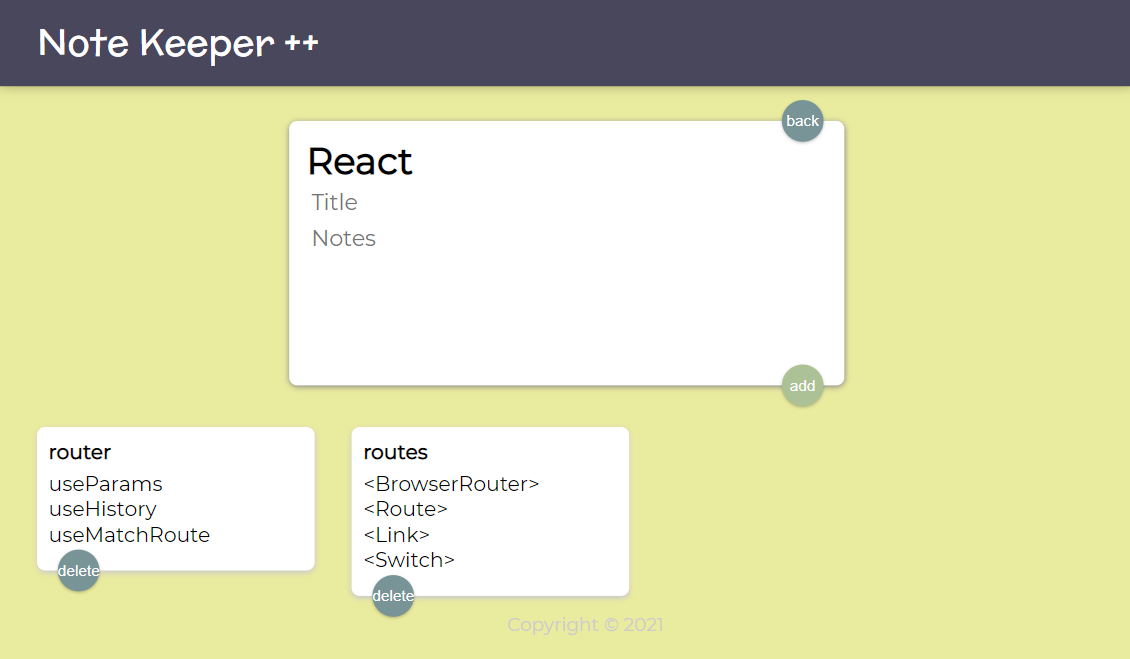 Note Keeper ++
back
React
Title
Notes
add
router
useParams
useHistory
useMatchRoute
delete
routes
<BrowserRouter>
<Route>
<Link>
<Switch>
delete
Copyright © 2021